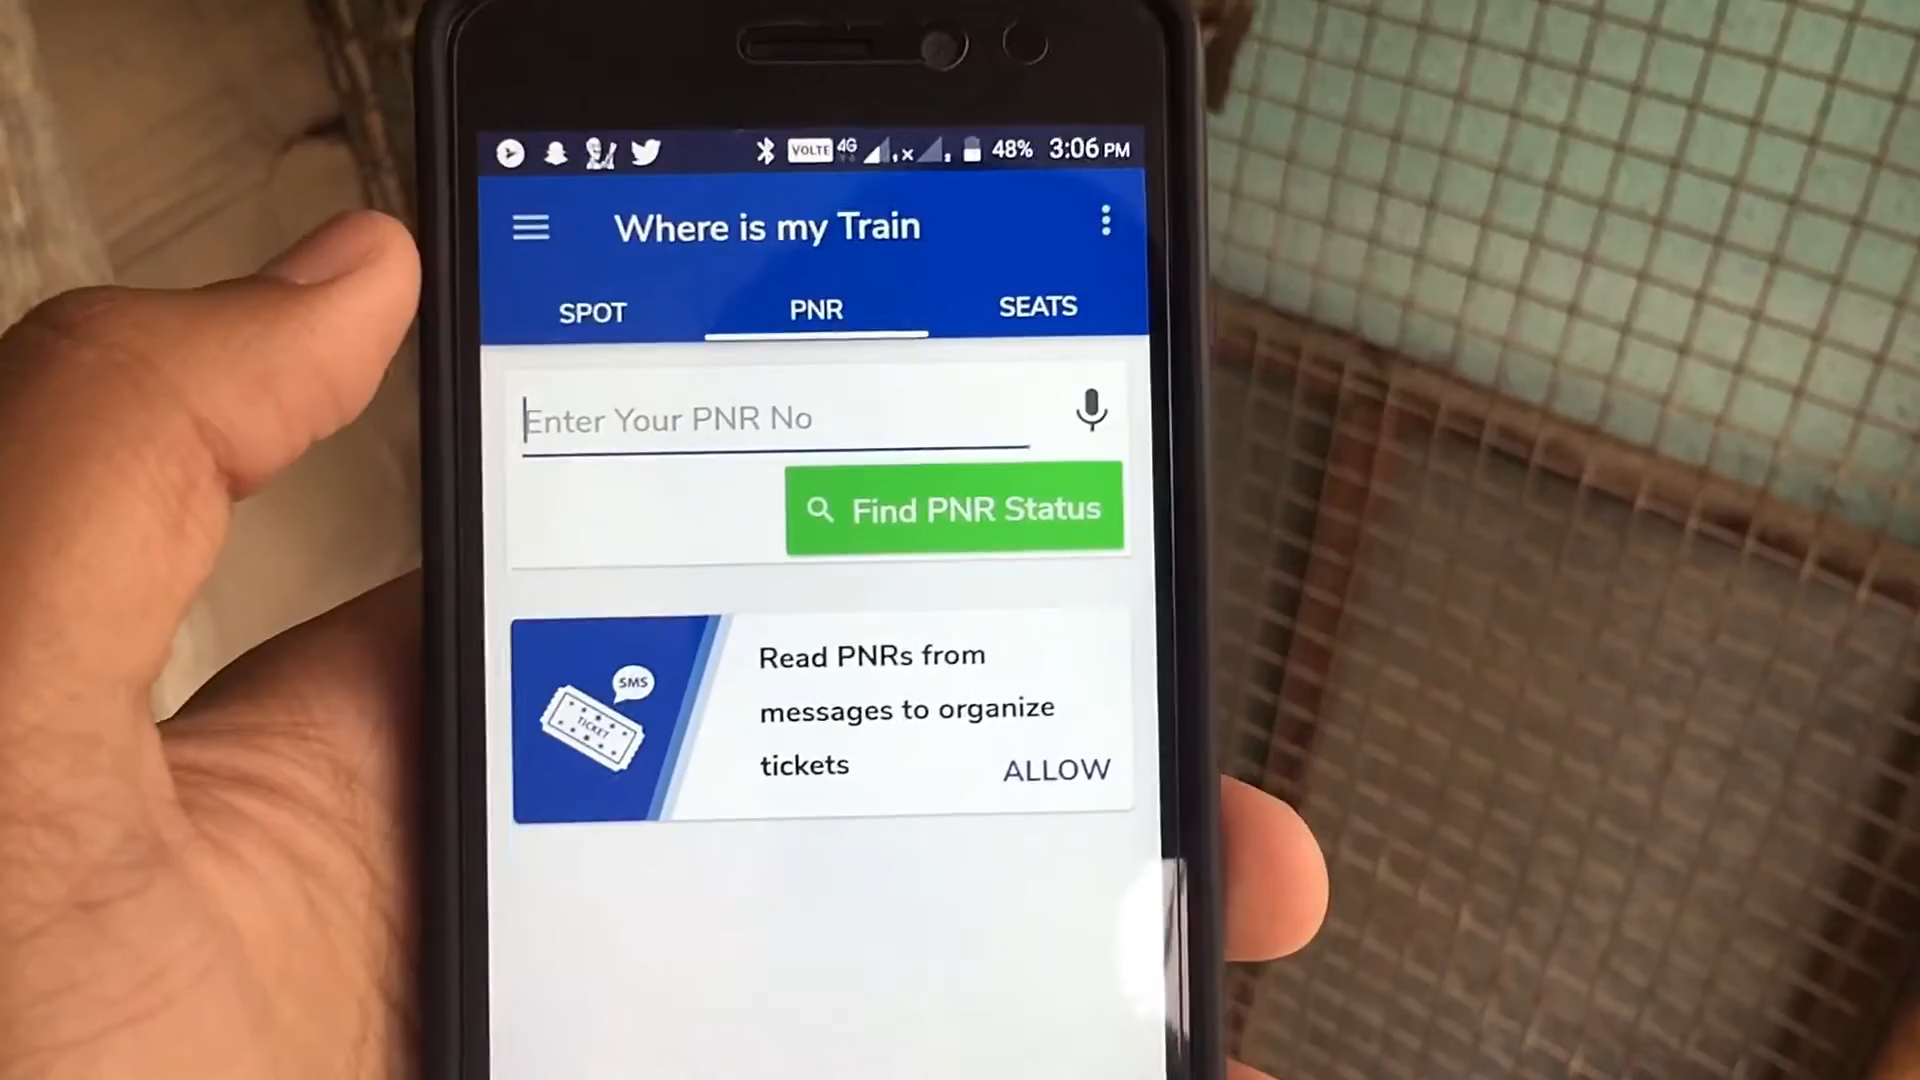 VOLTE 4G 48% 3:06 PM
Where is my Train
SPOT PNR SEATS
Enter Your PNR No
Find PNR Status
SMS
TICKET
Read PNRs from
messages to organize
tickets
ALLOW